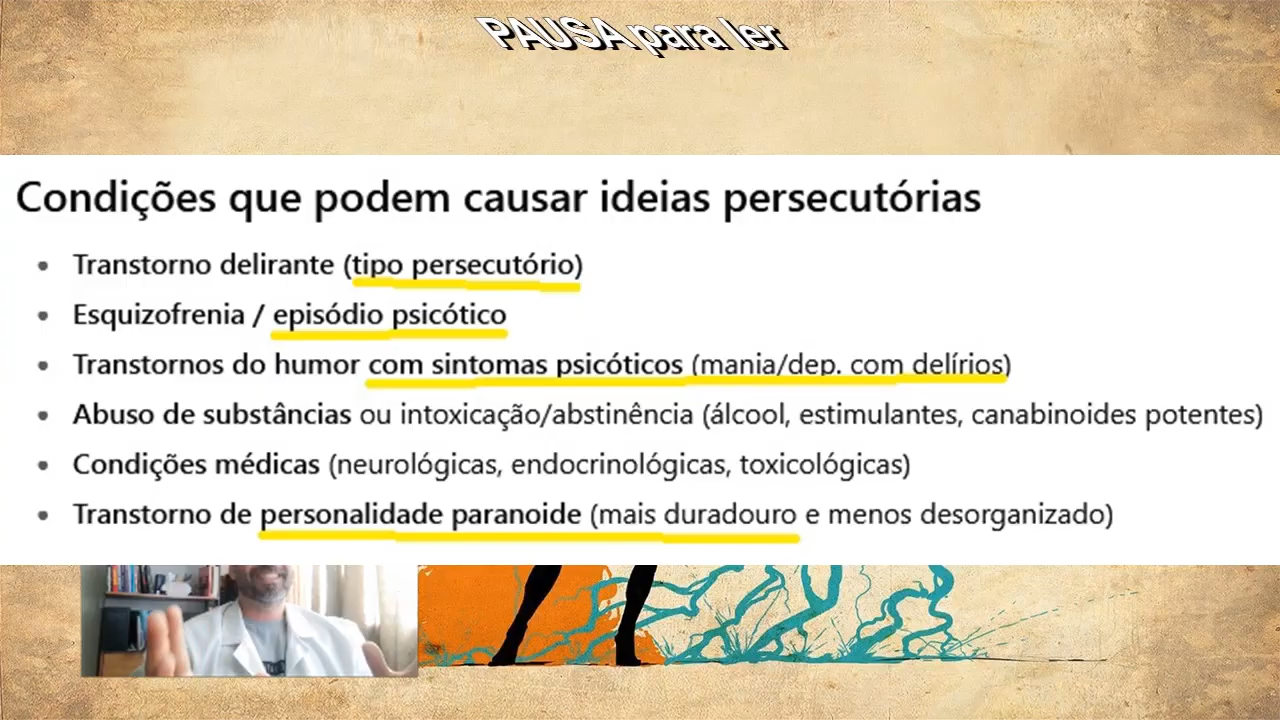 PAUSA para ler
Condições que podem causar ideias persecutórias
• Transtorno delirante (tipo persecutório)
• Esquizofrenia / episódio psicótico
• Transtornos do humor com sintomas psicóticos (mania/dep. com delírios)
• Abuso de substâncias ou intoxicação/abstinência (álcool, estimulantes, canabinoides potentes)
• Condições médicas (neurológicas, endocrinológicas, toxicológicas)
• Transtorno de personalidade paranoide (mais duradouro e menos desorganizado)